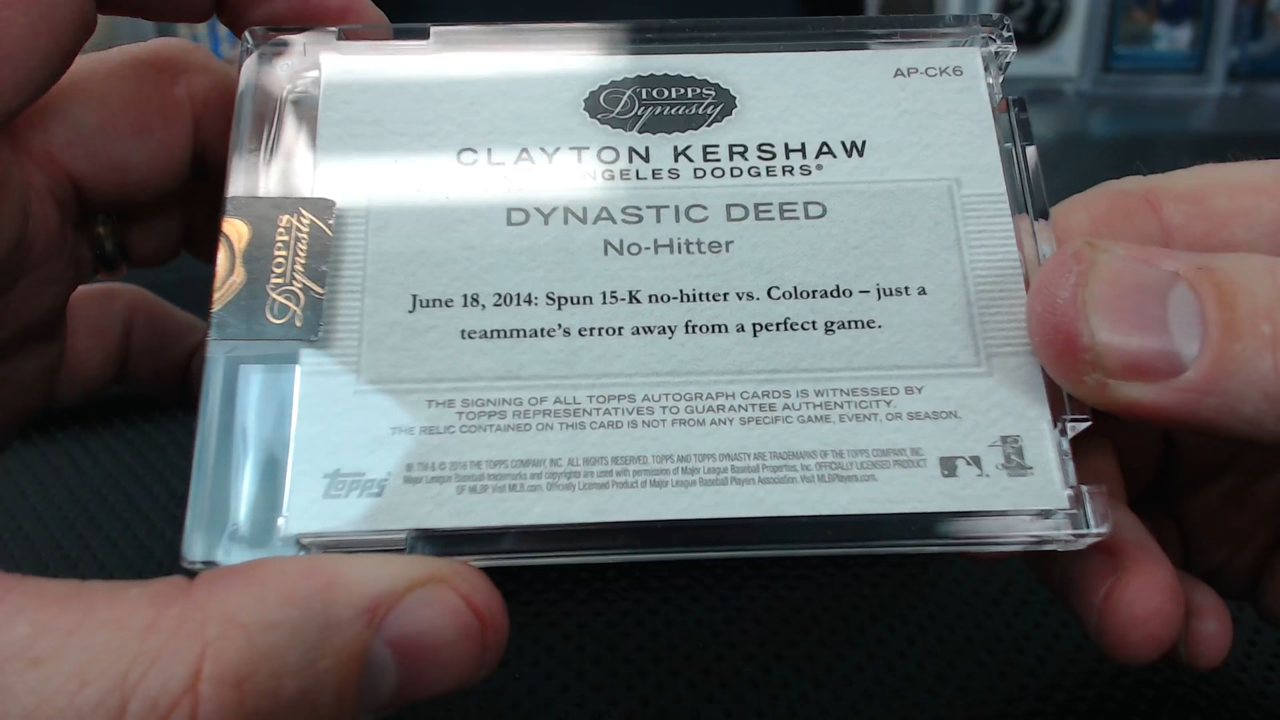 AP-CK6
TOPPS
Dynasty
CLAYTON KERSHAW
NGELES DODGERS®
DYNASTIC DEED
No-Hitter
June 18, 2014: Spun 15-K no-hitter vs. Colorado – just a
teammate's error away from a perfect game.
TOPPS
Dynasty
THE SIGNING OF ALL TOPPS AUTOGRAPH CARDS IS WITNESSED BY
TOPPS REPRESENTATIVES TO GUARANTEE AUTHENTICITY.
THE RELIC CONTAINED ON THIS CARD IS NOT FROM ANY SPECIFIC GAME, EVENT, OR SEASON.
topps
®, TM & © 2016 THE TOPPS COMPANY, INC. ALL RIGHTS RESERVED. TOPPS AND TOPPS DYNASTY ARE TRADEMARKS OF THE TOPPS COMPANY, INC.
Major League Baseball trademarks and copyrights are used with permission of Major League Baseball Properties, Inc. OFFICIALLY LICENSED PRODUCT
OF MLBP Visit MLB.com. Officially Licensed Product of Major League Baseball Players Association. Visit MLBPlayers.com.
27